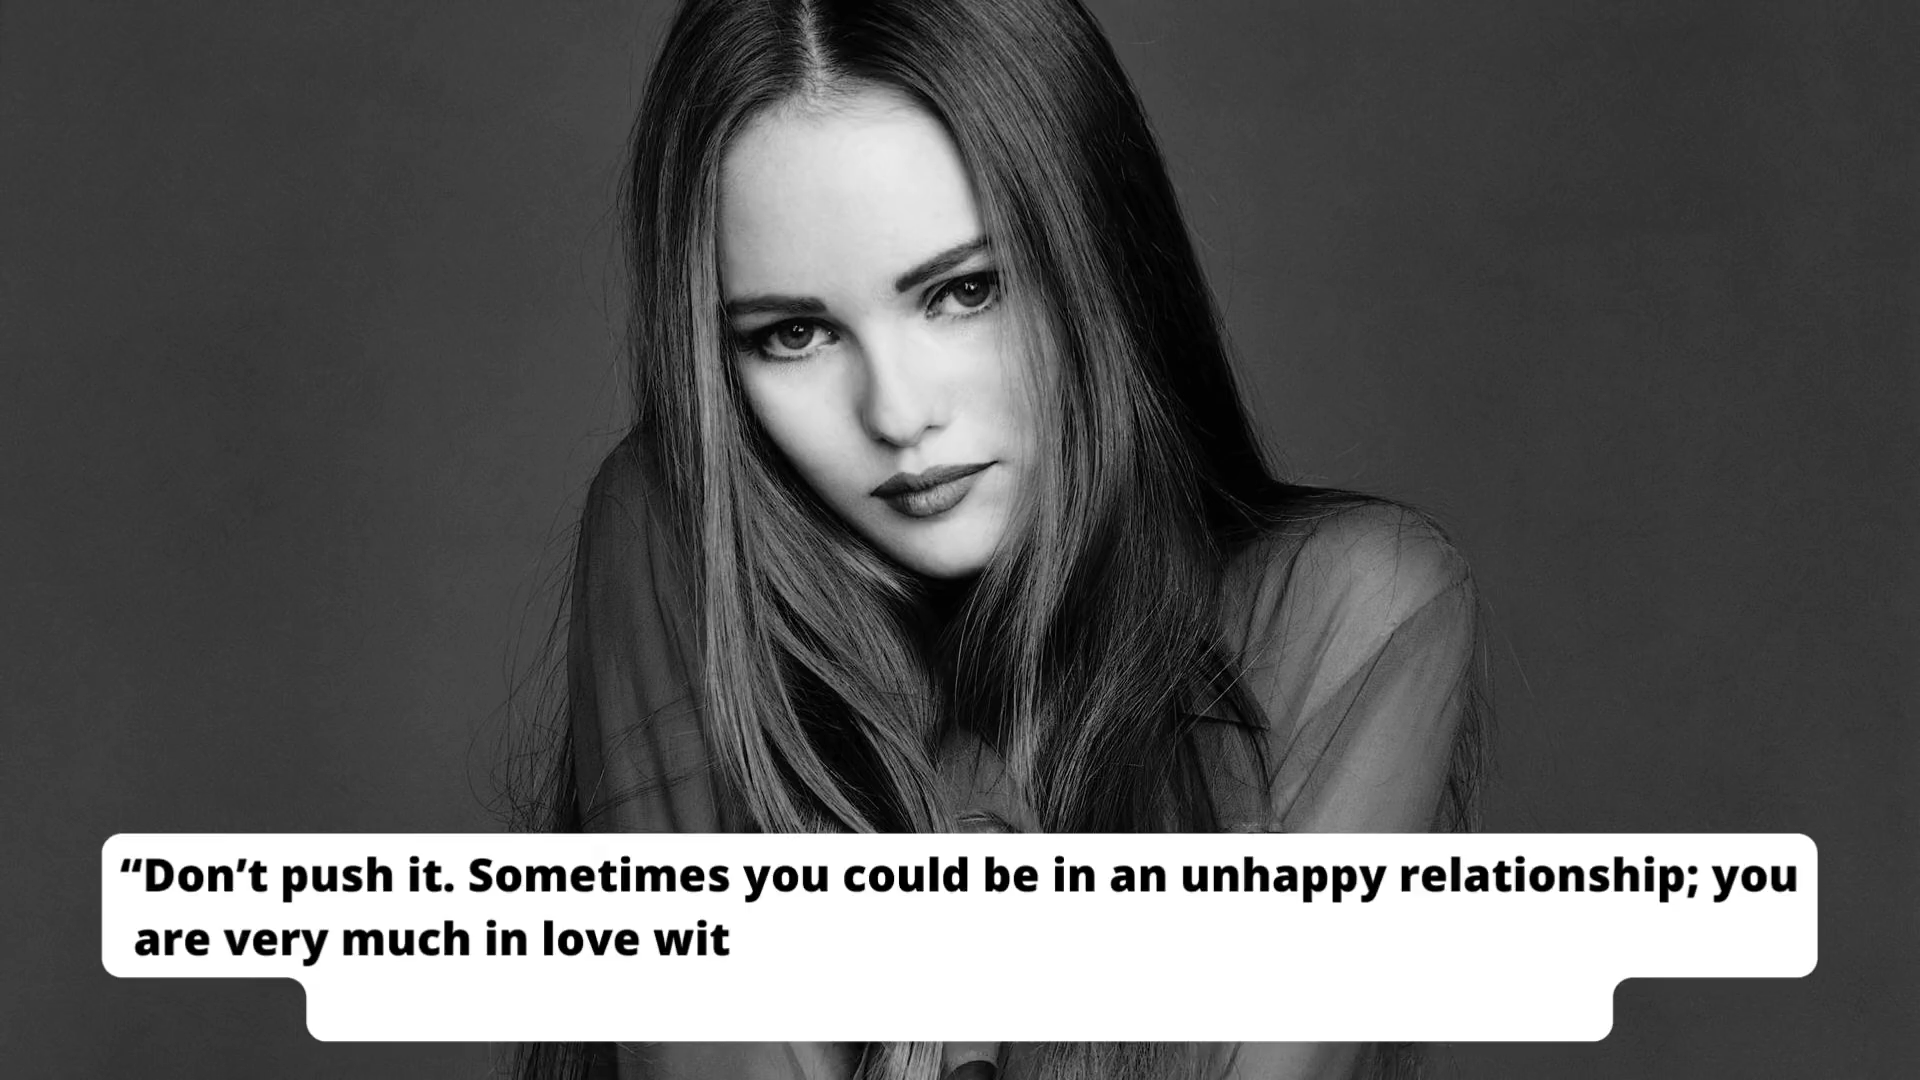 “Don’t push it. Sometimes you could be in an unhappy relationship; you
are very much in love wit